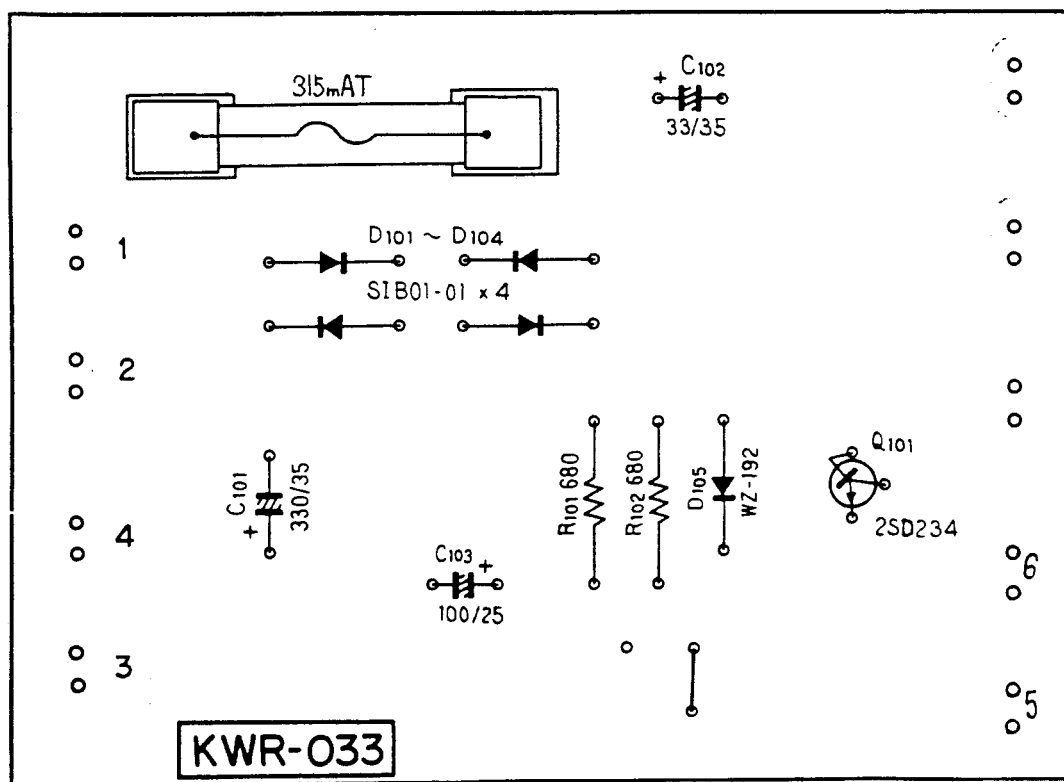 315mAT
C102
+
33/35
D101 ~ D104
SIB01-01 x 4
1
2
C101
330/35
+
4
C103
+
100/25
R101 680
R102 680
D105
WZ-192
Q101
2SD234
6
3
5
KWR-033